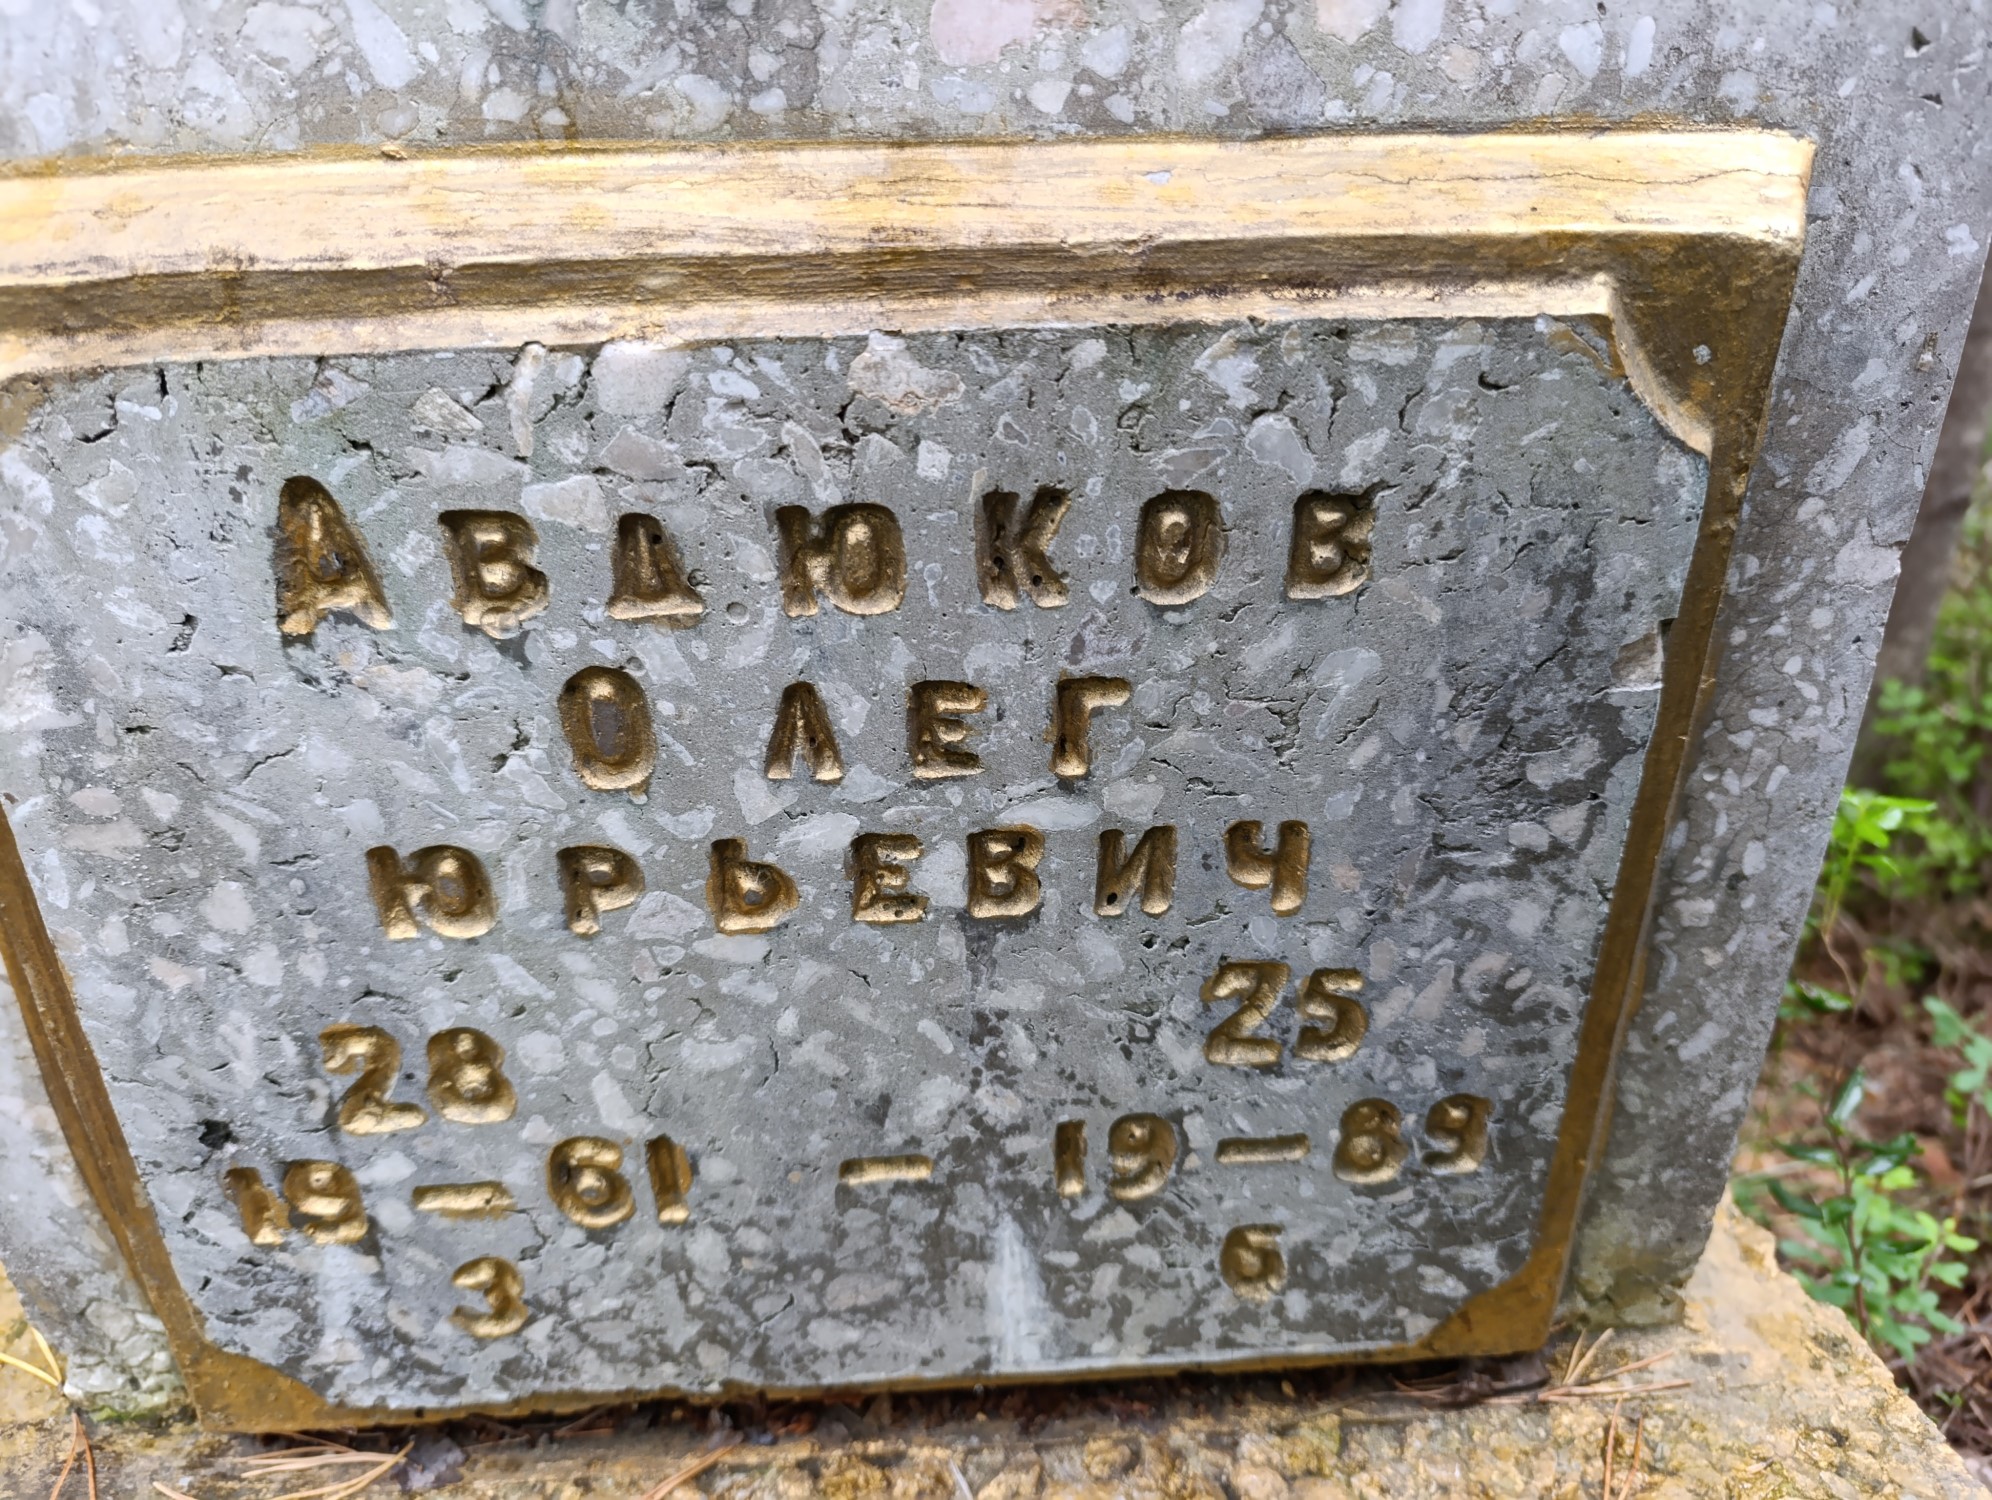 Авдюков
Олег
Юрьевич
28 25
19—61 — 19—89
3 6